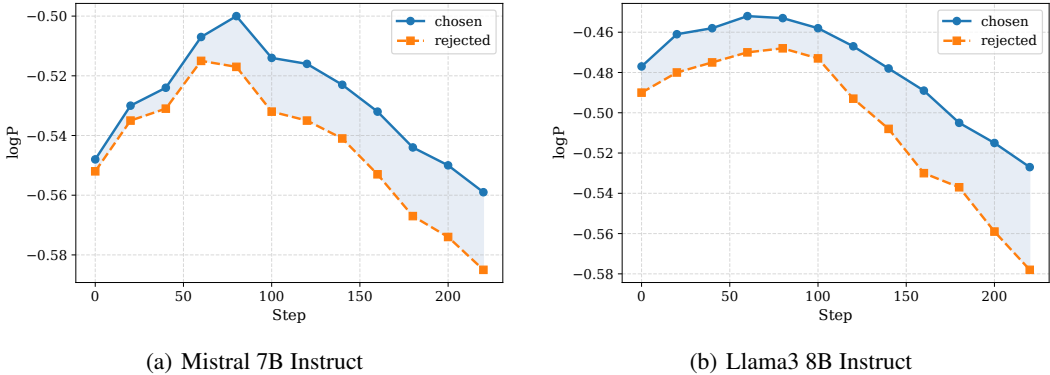 −0.50
−0.52
−0.54
−0.56
−0.58
logP
0 50 100 150 200
Step
chosen
rejected
(a) Mistral 7B Instruct
−0.46
−0.48
−0.50
−0.52
−0.54
−0.56
−0.58
logP
0 50 100 150 200
Step
chosen
rejected
(b) Llama3 8B Instruct